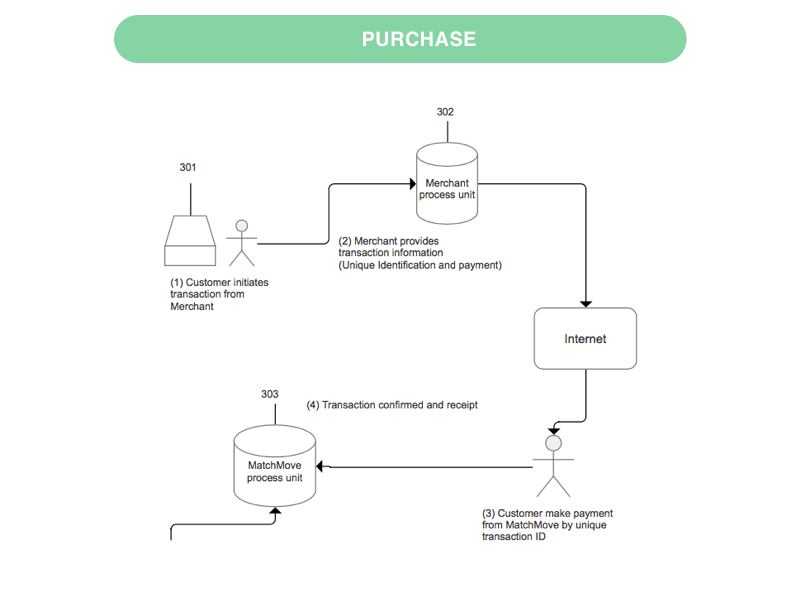 PURCHASE
302
301
Merchant
process unit
(2) Merchant provides
transaction information
(Unique Identification and payment)
(1) Customer initiates
transaction from
Merchant
Internet
303
(4) Transaction confirmed and receipt
MatchMove
process unit
(3) Customer make payment
from MatchMove by unique
transaction ID